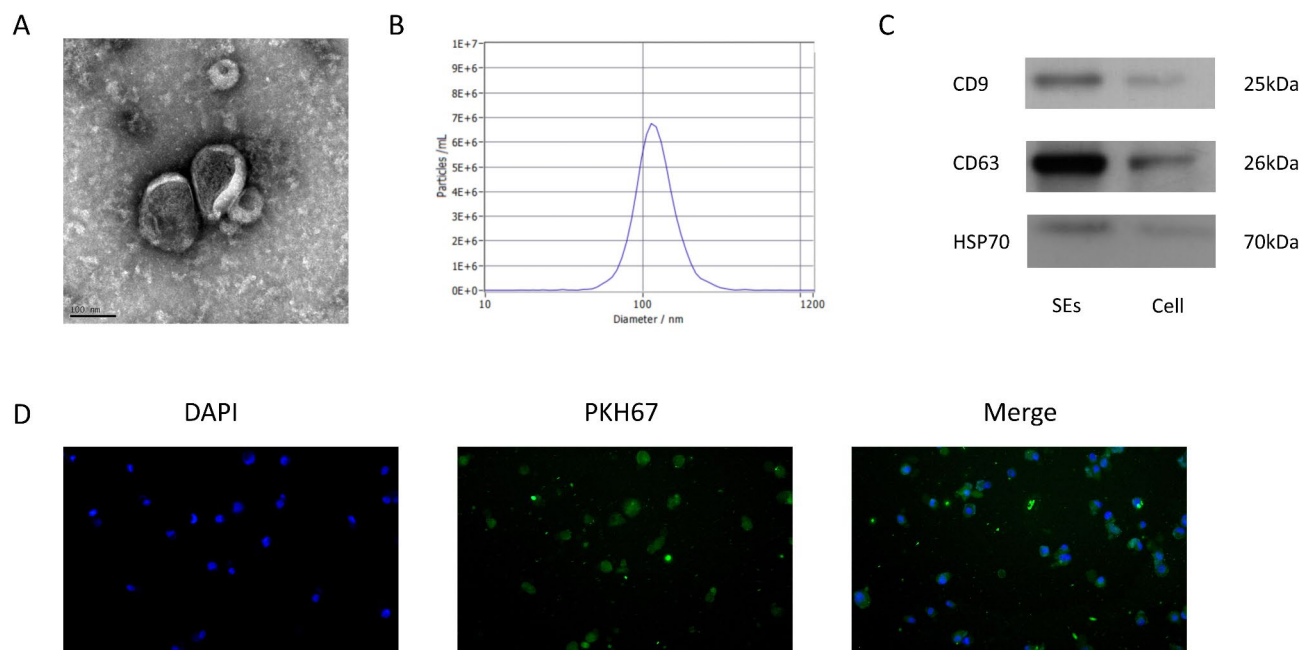 A
B
C
100 nm
1E+7
9E+6
8E+6
7E+6
6E+6
5E+6
4E+6
3E+6
2E+6
1E+6
0E+0
Particles /mL
10
100
1200
Diameter / nm
CD9
25kDa
CD63
26kDa
HSP70
70kDa
SEs
Cell
D
DAPI
PKH67
Merge